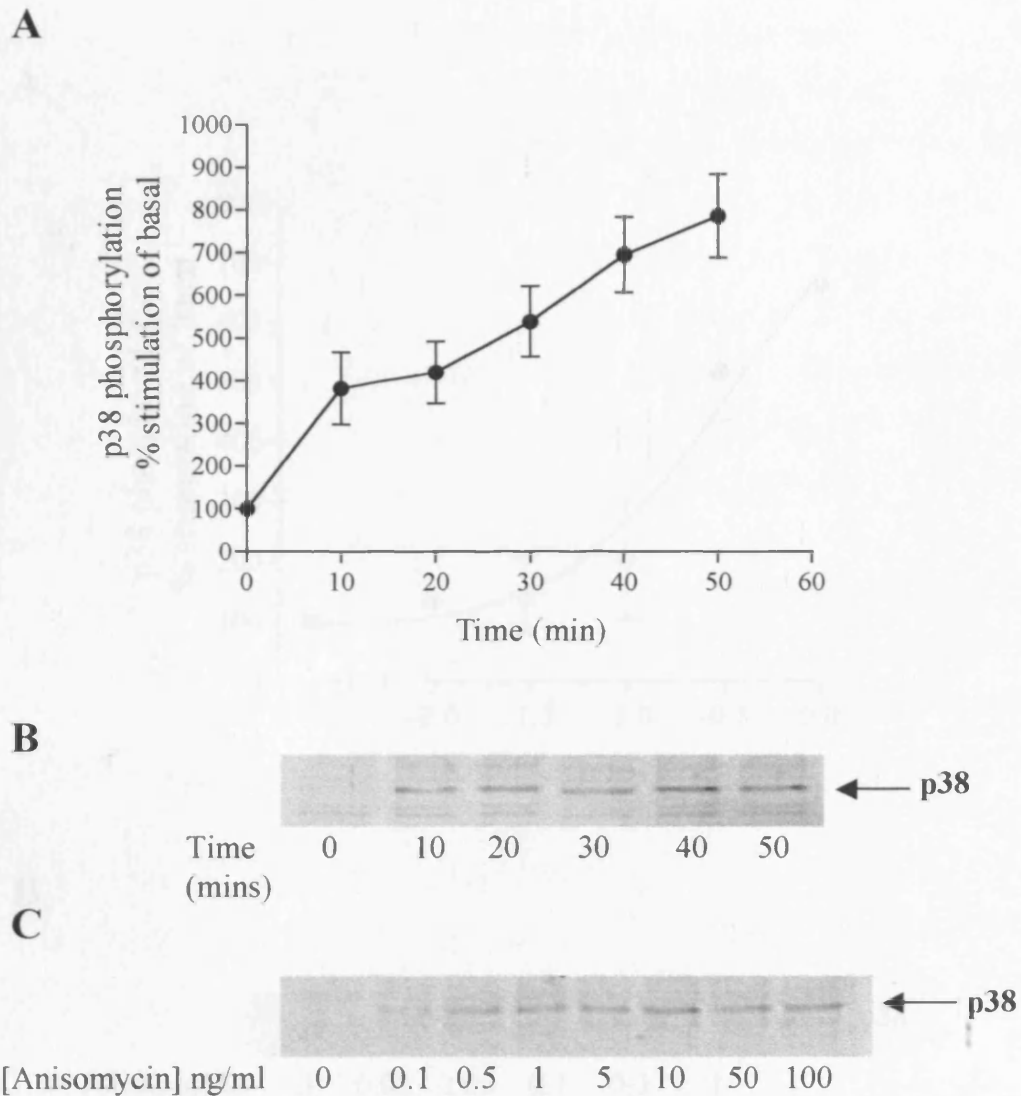 A
1000
900
800
700
600
500
400
300
200
100
0
p38 phosphorylation
% stimulation of basal
0 10 20 30 40 50 60
Time (min)
B
p38
Time 0 10 20 30 40 50
(mins)
C
p38
[Anisomycin] ng/ml 0 0.1 0.5 1 5 10 50 100